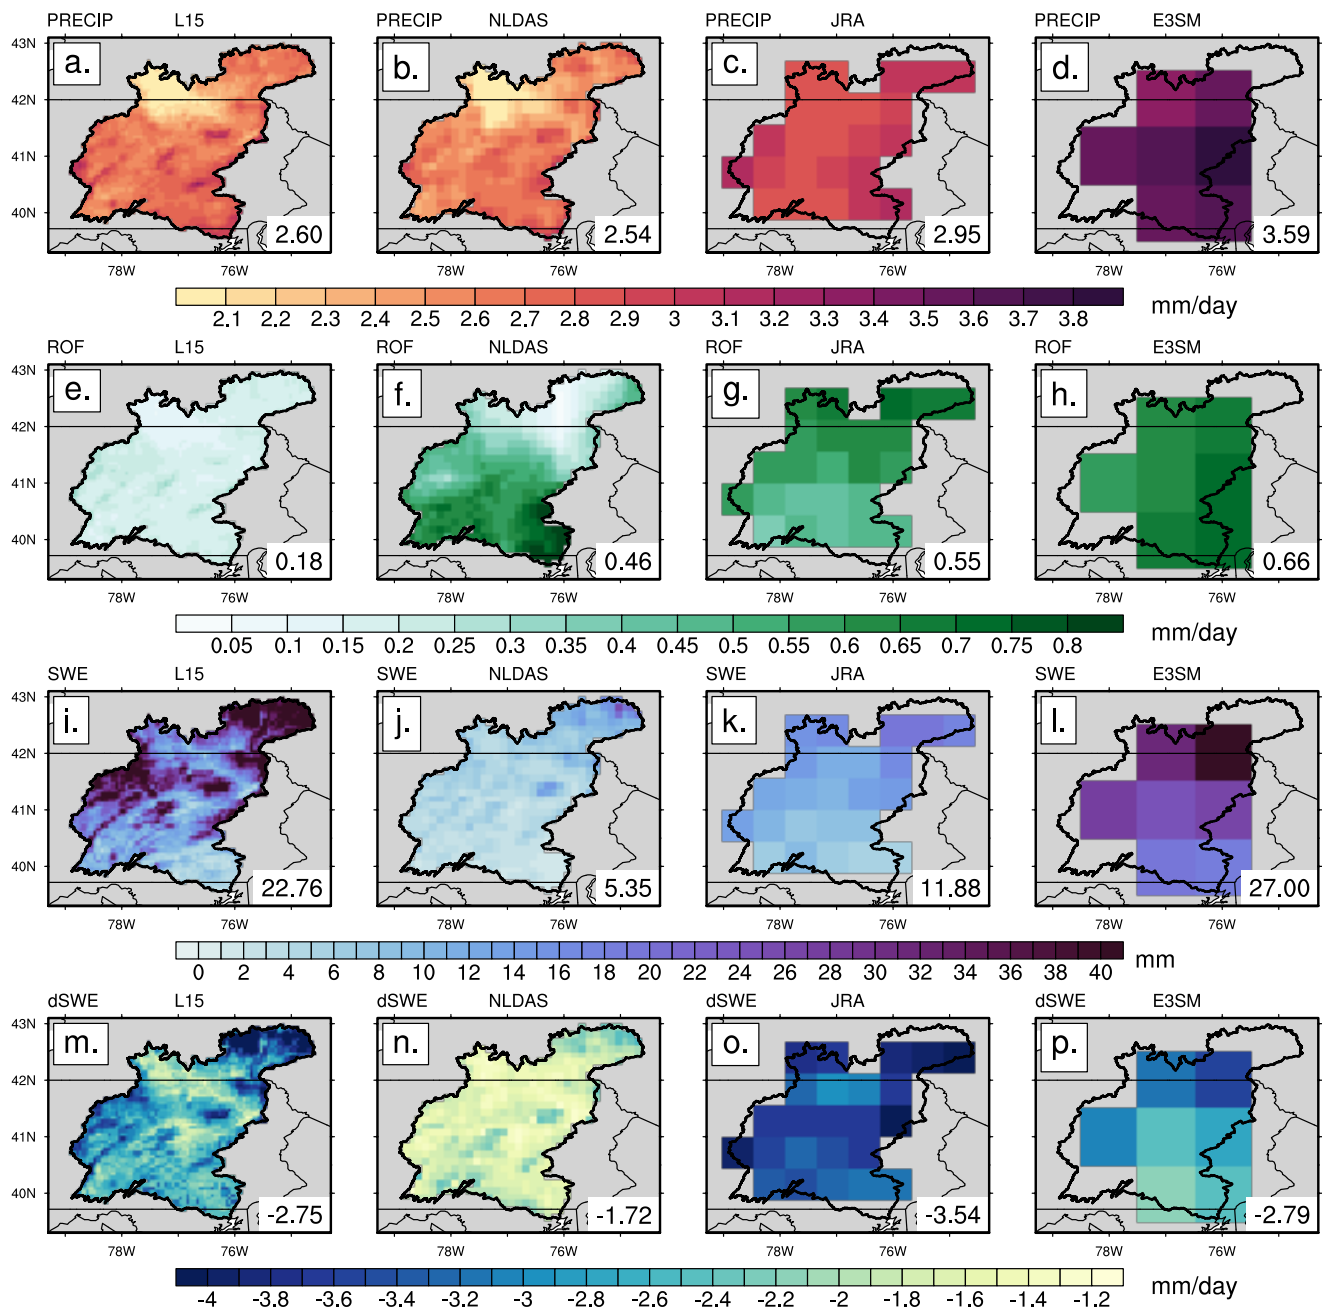 PRECIP L15 PRECIP NLDAS PRECIP JRA PRECIP E3SM
43N a. b. c. d.
42N
41N
40N
2.60 2.54 2.95 3.59
78W 76W 78W 76W 78W 76W 78W 76W
2.1 2.2 2.3 2.4 2.5 2.6 2.7 2.8 2.9 3 3.1 3.2 3.3 3.4 3.5 3.6 3.7 3.8 mm/day
ROF L15 ROF NLDAS ROF JRA ROF E3SM
43N e. f. g. h.
42N
41N
40N
0.18 0.46 0.55 0.66
78W 76W 78W 76W 78W 76W 78W 76W
0.05 0.1 0.15 0.2 0.25 0.3 0.35 0.4 0.45 0.5 0.55 0.6 0.65 0.7 0.75 0.8 mm/day
SWE L15 SWE NLDAS SWE JRA SWE E3SM
43N i. j. k. l.
42N
41N
40N
22.76 5.35 11.88 27.00
78W 76W 78W 76W 78W 76W 78W 76W
0 2 4 6 8 10 12 14 16 18 20 22 24 26 28 30 32 34 36 38 40 mm
dSWE L15 dSWE NLDAS dSWE JRA dSWE E3SM
43N m. n. o. p.
42N
41N
40N
-2.75 -1.72 -3.54 -2.79
78W 76W 78W 76W 78W 76W 78W 76W
-4 -3.8 -3.6 -3.4 -3.2 -3 -2.8 -2.6 -2.4 -2.2 -2 -1.8 -1.6 -1.4 -1.2 mm/day